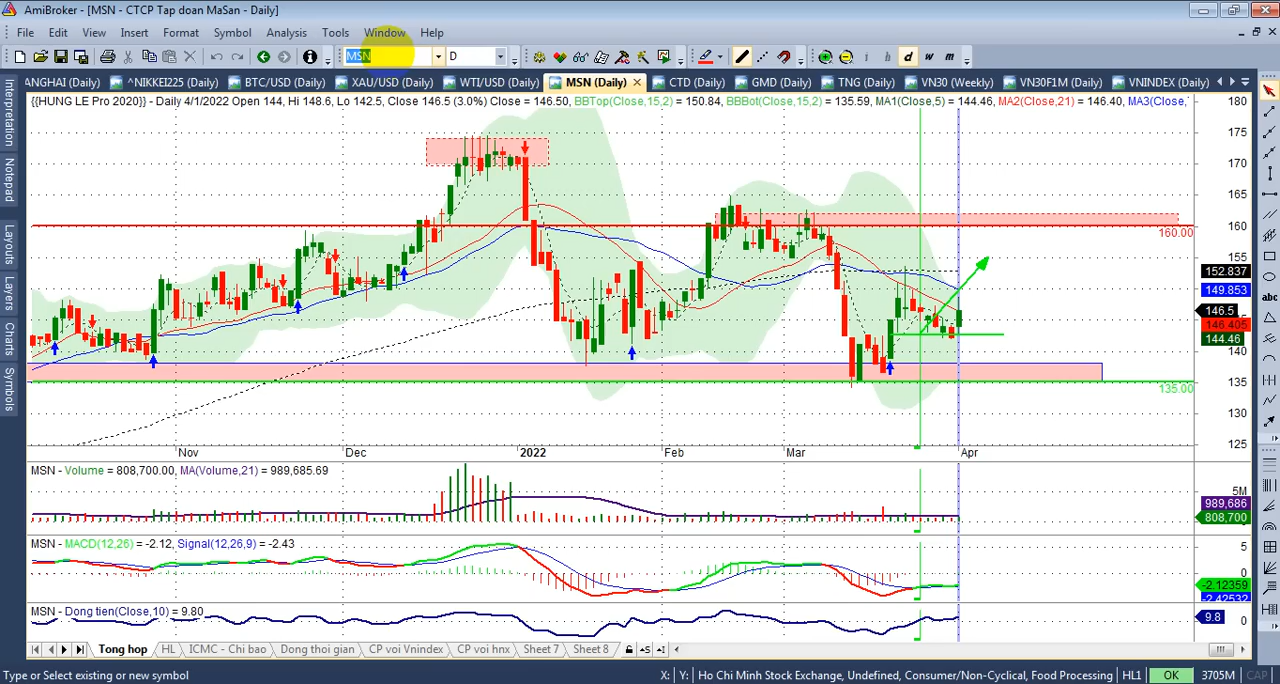 AmiBroker - [MSN - CTCP Tap doan MaSan - Daily]
File Edit View Insert Format Symbol Analysis Tools Window Help
MSN D i h d w m
ANGHAI (Daily) ^NIKKEI225 (Daily) BTC/USD (Daily) XAU/USD (Daily) WTI/USD (Daily) MSN (Daily) CTD (Daily) GMD (Daily) TNG (Daily) VN30 (Weekly) VN30F1M (Daily) VNINDEX (Daily)
{{HUNG LE Pro 2020}} - Daily 4/1/2022 Open 144, Hi 148.6, Lo 142.5, Close 146.5 (3.0%) Close = 146.50, BBTop(Close,15,2) = 150.84, BBBot(Close,15,2) = 135.59, MA1(Close,5) = 144.46, MA2(Close,21) = 146.40, MA3(Close,
Interpretation
Notepad
Layouts
Layers
Charts
Symbols
180
175
170
165
160
160.00
155
152.837
149.853
146.5
146.405
144.46
140
135
135.00
130
125
abc
Nov Dec 2022 Feb Mar Apr
MSN - Volume = 808,700.00, MA(Volume,21) = 989,685.69
5M
989,686
808,700
MSN - MACD(12,26) = -2.12, Signal(12,26,9) = -2.43
5
0
-2.12359
-2.42532
MSN - Dong tien(Close,10) = 9.80
9.8
0
Tong hop HL ICMC - Chi bao Dong thoi gian CP voi Vnindex CP voi hnx Sheet 7 Sheet 8
Type or Select existing or new symbol X: Y: Ho Chi Minh Stock Exchange, Undefined, Consumer/Non-Cyclical, Food Processing HL1 OK 3705M CAP